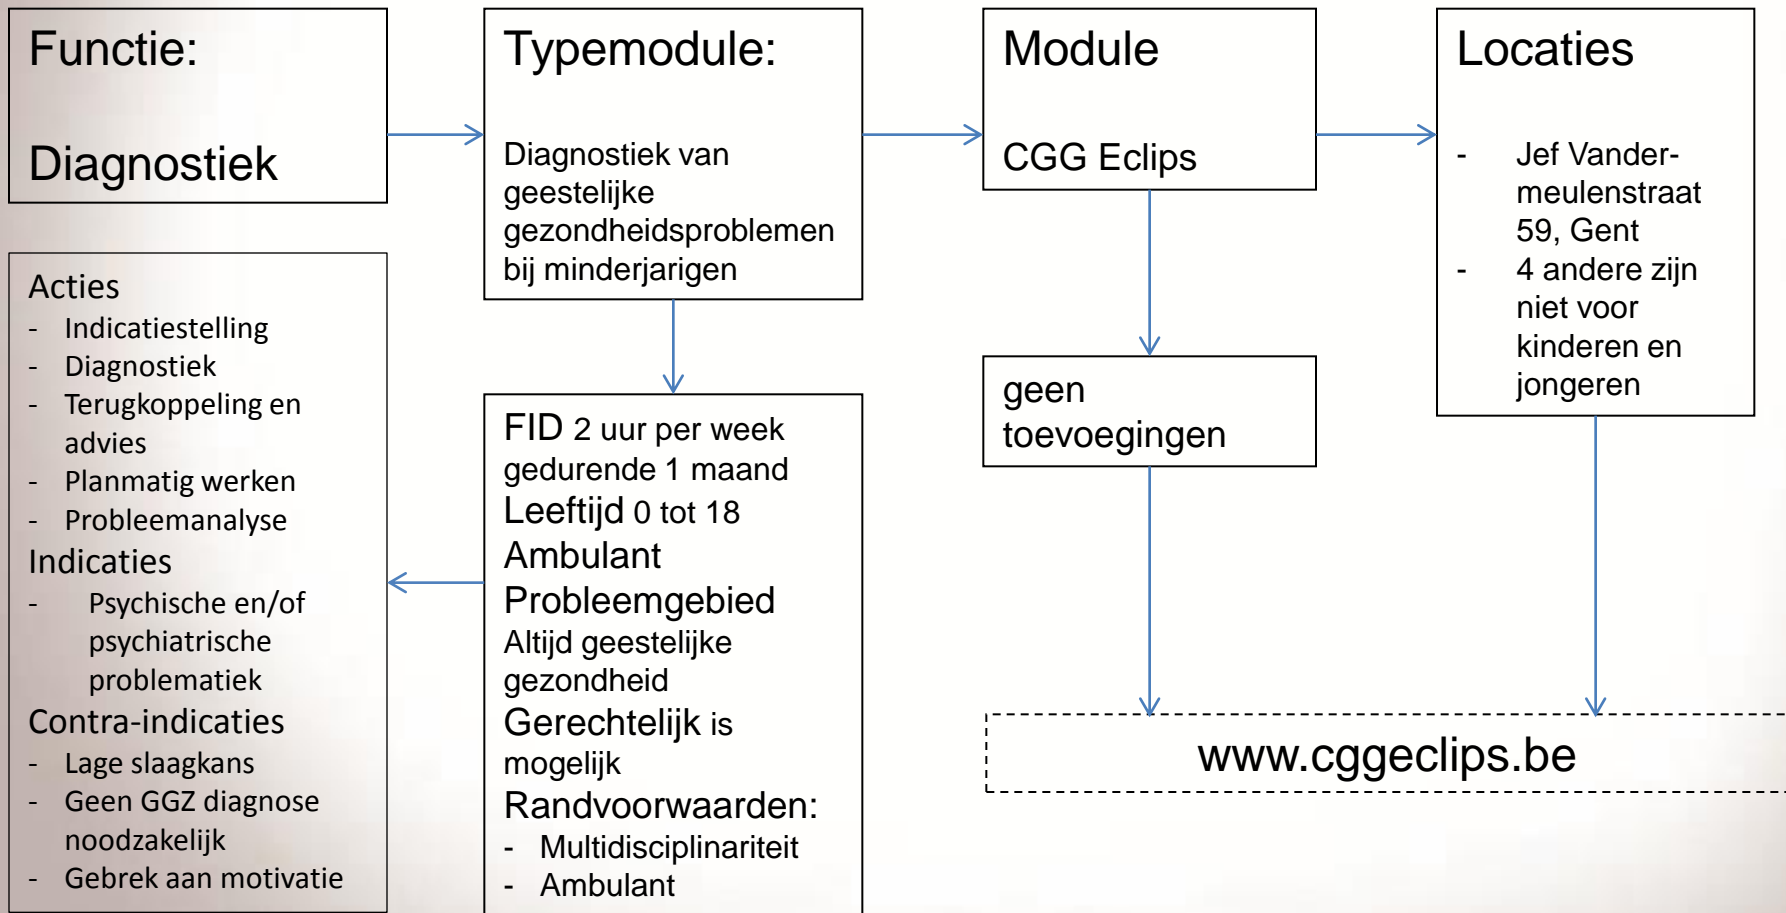 Functie:
Diagnostiek
Typemodule:
Diagnostiek van
geestelijke
gezondheidsproblemen
bij minderjarigen
Module
CGG Eclips
Locaties
- Jef Vander-
meulenstraat
59, Gent
- 4 andere zijn
niet voor
kinderen en
jongeren
Acties
- Indicatiestelling
- Diagnostiek
- Terugkoppeling en
advies
- Planmatig werken
- Probleemanalyse
Indicaties
- Psychische en/of
psychiatrische
problematiek
Contra-indicaties
- Lage slaagkans
- Geen GGZ diagnose
noodzakelijk
- Gebrek aan motivatie
FID 2 uur per week
gedurende 1 maand
Leeftijd 0 tot 18
Ambulant
Probleemgebied
Altijd geestelijke
gezondheid
Gerechtelijk is
mogelijk
Randvoorwaarden:
- Multidisciplinariteit
- Ambulant
geen
toevoegingen
www.cggeclips.be